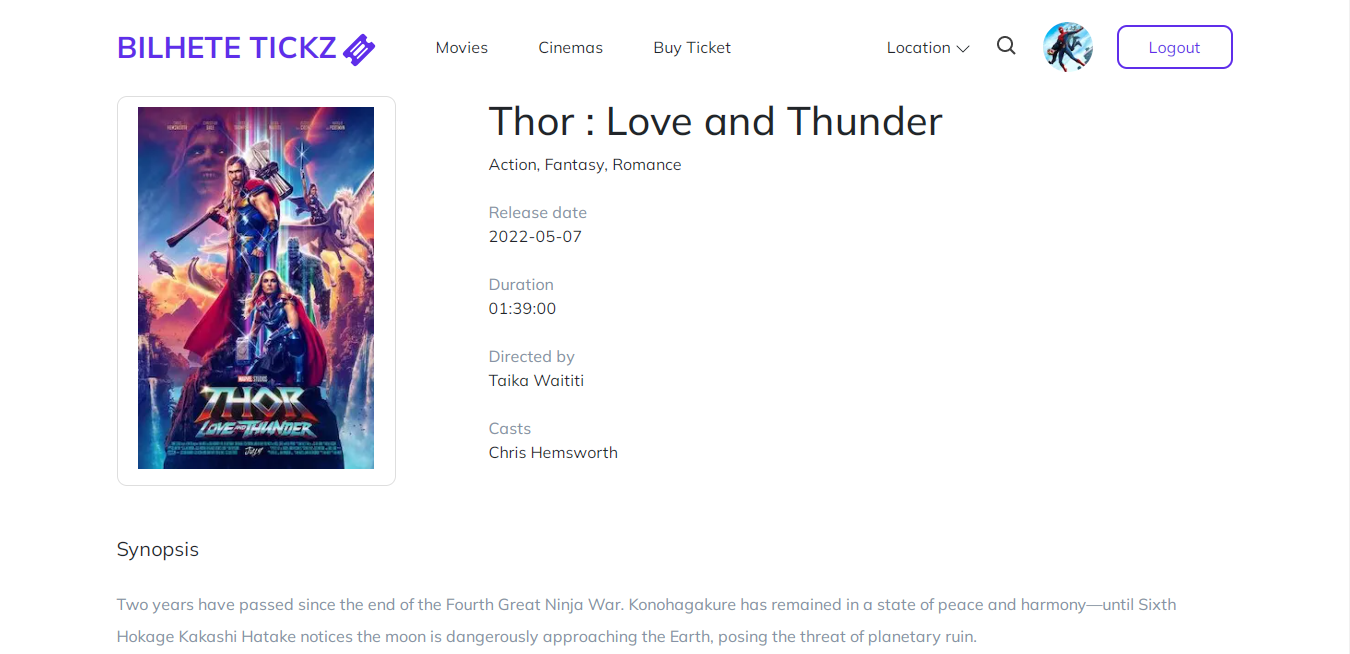 BILHETE TICKZ
Movies
Cinemas
Buy Ticket
Location
Logout
MARVEL STUDIOS
THOR
LOVE AND THUNDER
JULY
Thor : Love and Thunder
Action, Fantasy, Romance
Release date
2022-05-07
Duration
01:39:00
Directed by
Taika Waititi
Casts
Chris Hemsworth
Synopsis
Two years have passed since the end of the Fourth Great Ninja War. Konohagakure has remained in a state of peace and harmony—until Sixth
Hokage Kakashi Hatake notices the moon is dangerously approaching the Earth, posing the threat of planetary ruin.